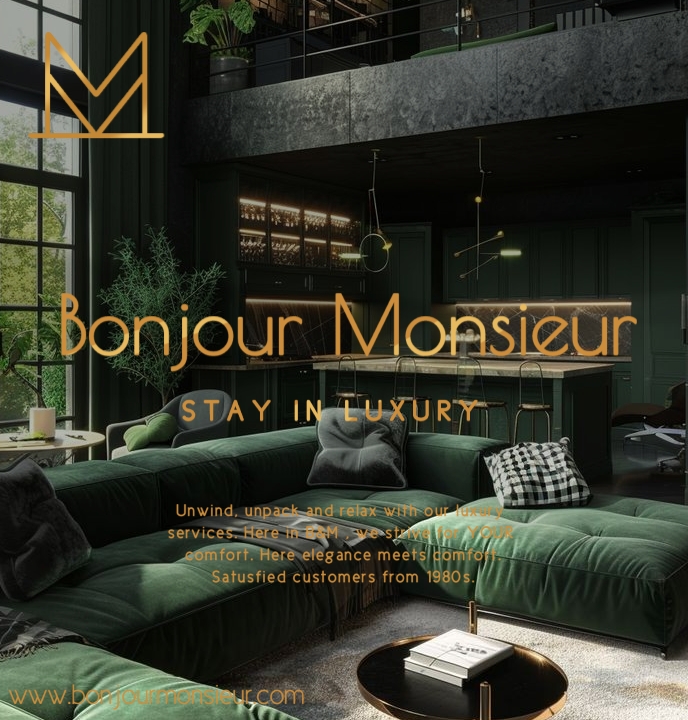 Bonjour Monsieur
STAY IN LUXURY
Unwind, unpack and relax with our luxury
services. Here in B&M , we strive for YOUR
comfort. Here elegance meets comfort.
Satusfied customers from 1980s.
www.bonjourmonsieur.com